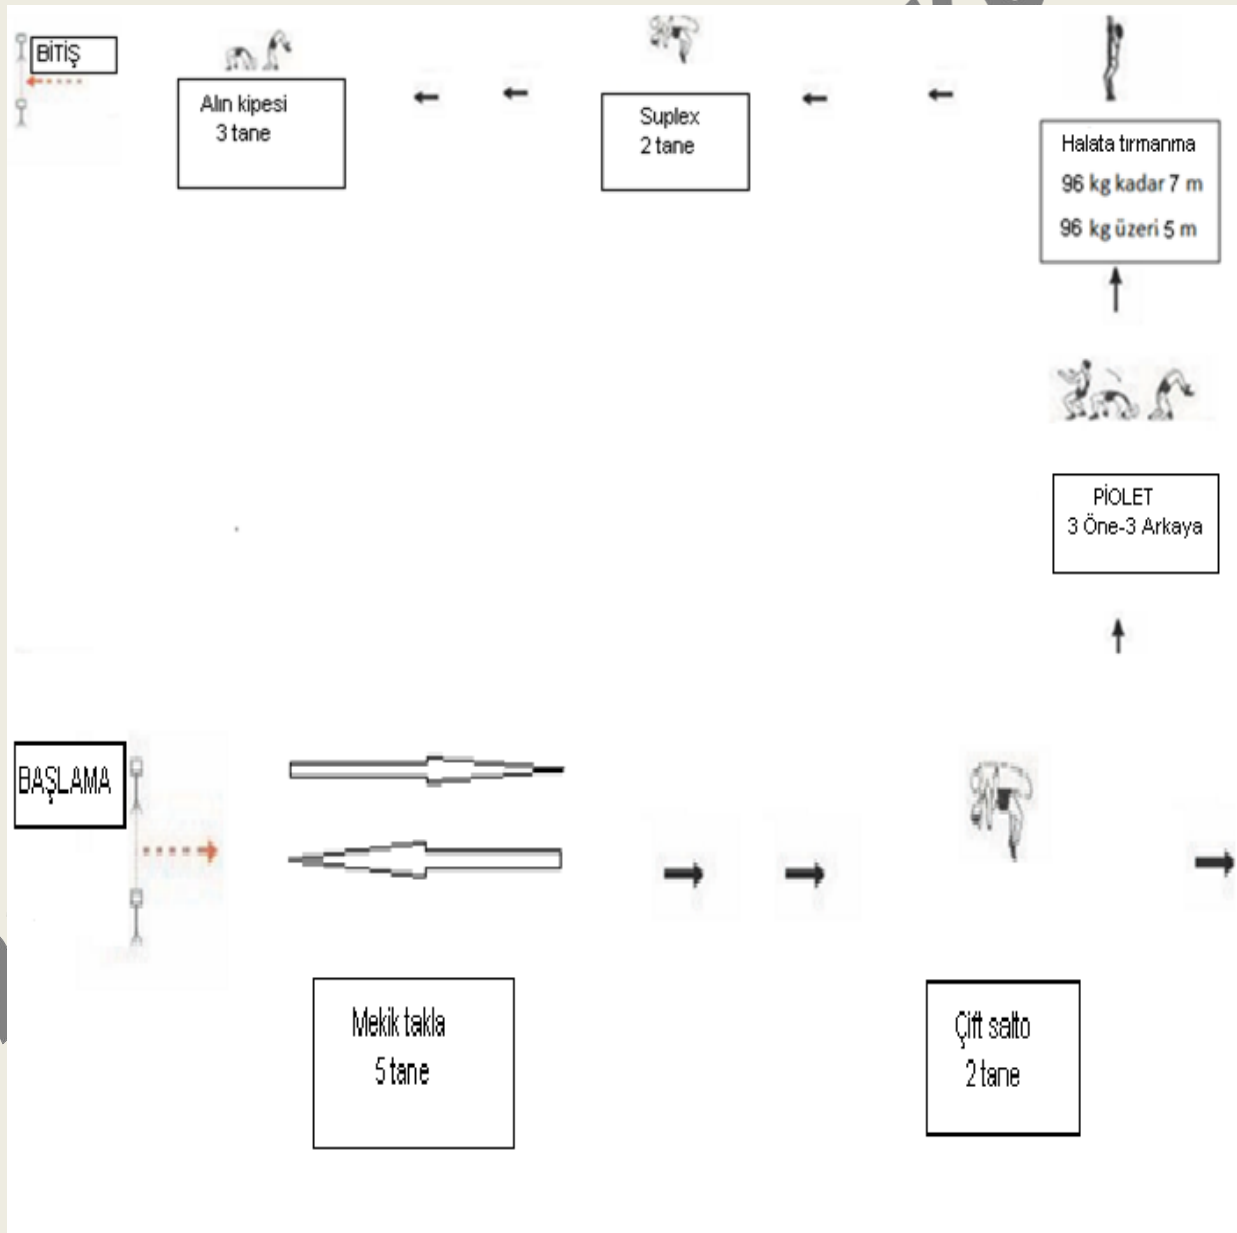 BİTİŞ
Alın kipesi
3 tane
Suplex
2 tane
Halata tırmanma
96 kg kadar 7 m
96 kg üzeri 5 m
PİOLET
3 Öne-3 Arkaya
BAŞLAMA
Mekik takla
5 tane
Çift salto
2 tane